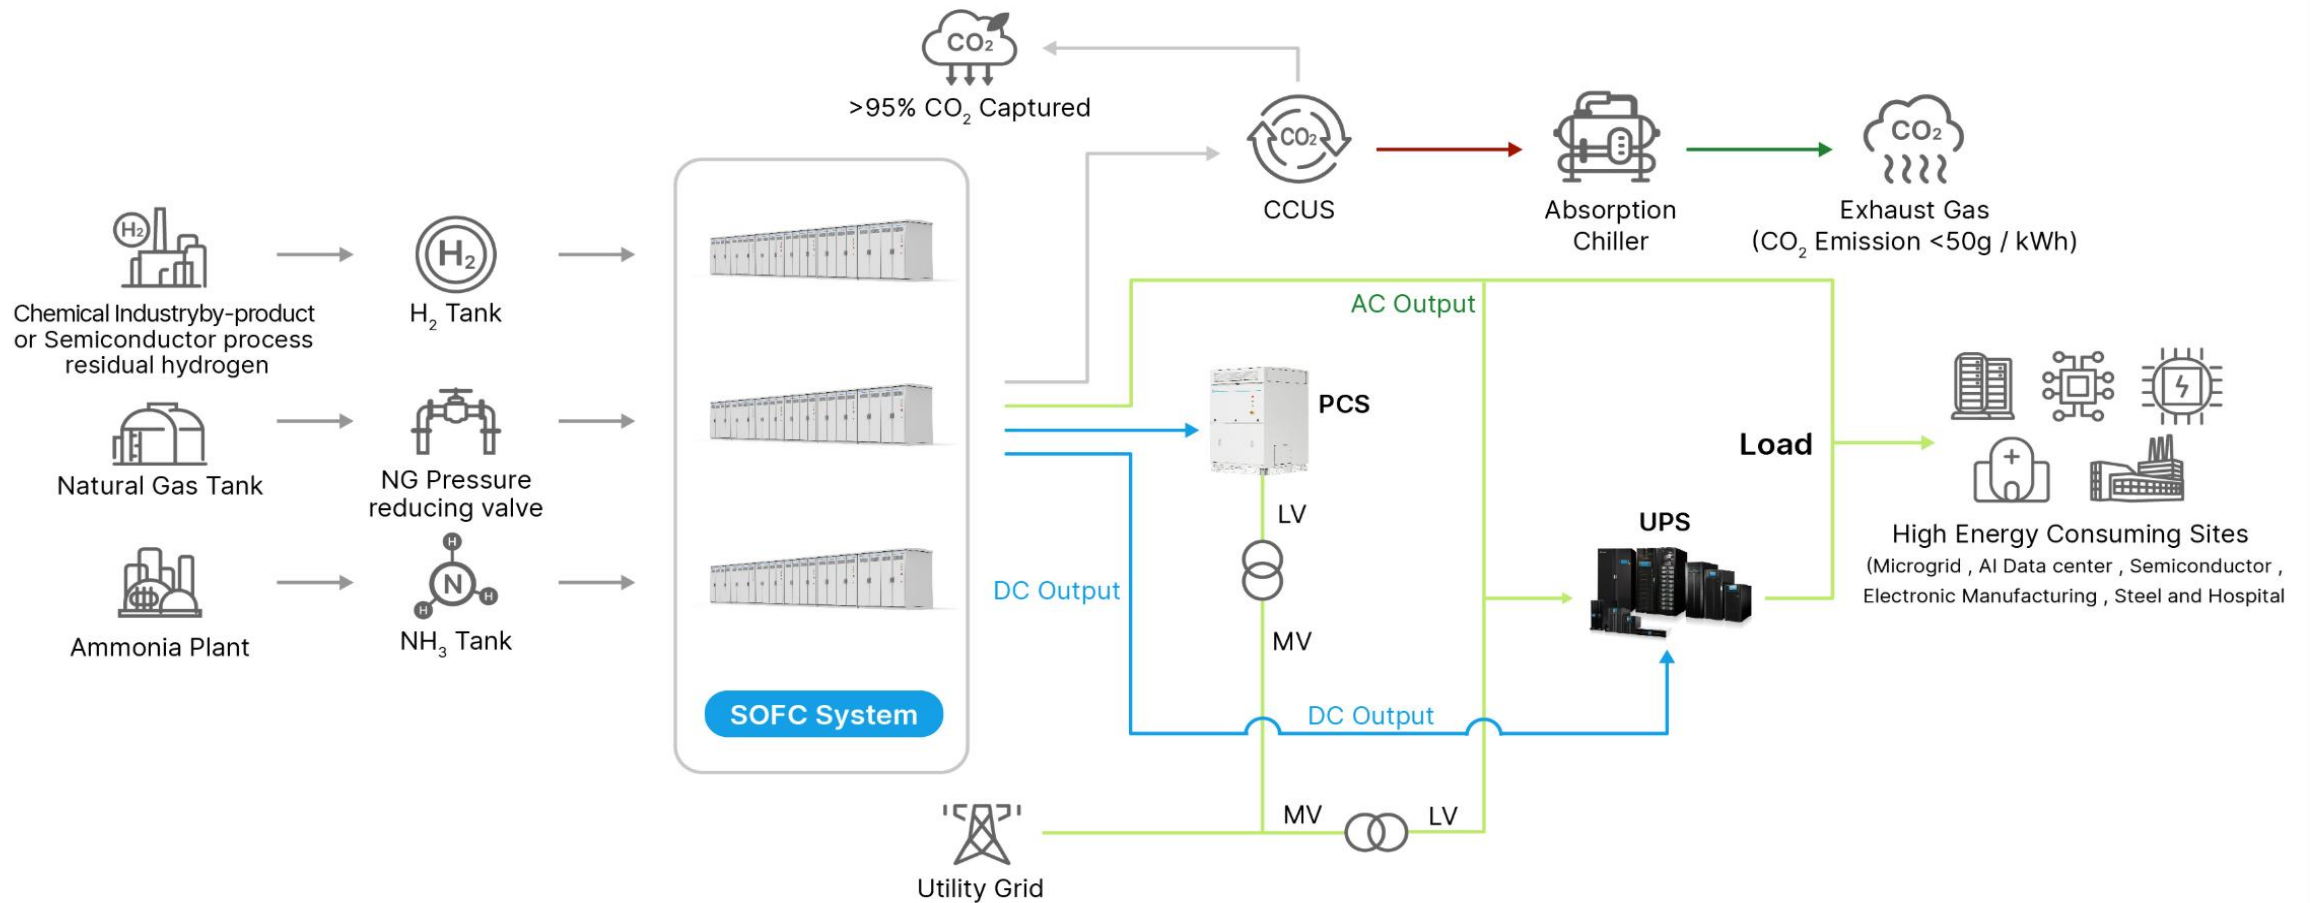 CO₂
>95% CO₂ Captured
CO₂
CCUS
Absorption
Chiller
CO₂
Exhaust Gas
(CO₂ Emission <50g / kWh)
H₂
Chemical Industryby-product
or Semiconductor process
residual hydrogen
H₂
H₂ Tank
Natural Gas Tank
NG Pressure
reducing valve
Ammonia Plant
H
N
H
H
NH₃ Tank
SOFC System
AC Output
PCS
LV
MV
DC Output
DC Output
UPS
Load
High Energy Consuming Sites
(Microgrid , AI Data center , Semiconductor ,
Electronic Manufacturing , Steel and Hospital
Utility Grid
MV
LV